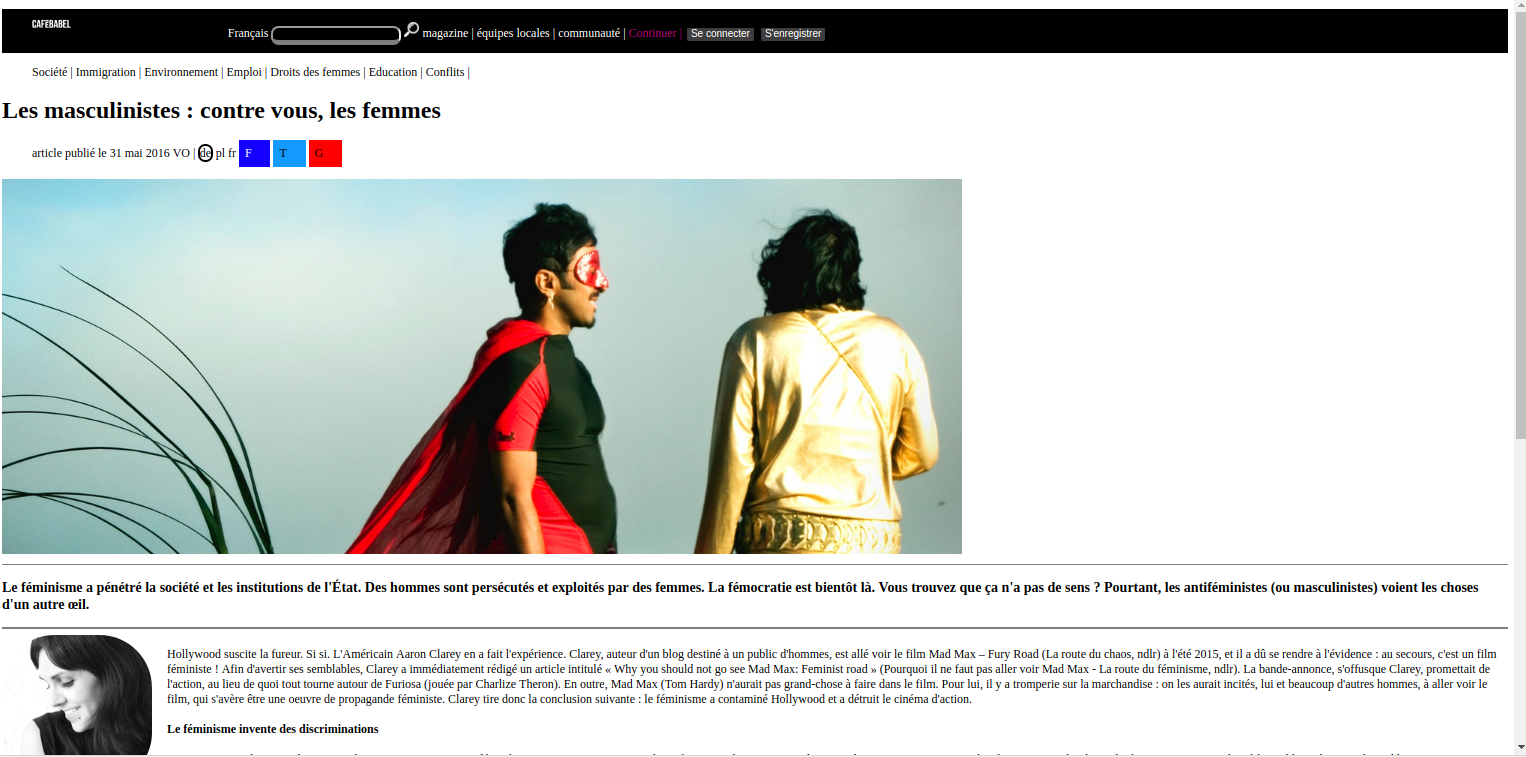 CAFEBABEL
Français magazine | équipes locales | communauté | Continuer | Se connecter S'enregistrer
Société | Immigration | Environnement | Emploi | Droits des femmes | Education | Conflits |
Les masculinistes : contre vous, les femmes
article publié le 31 mai 2016 VO | de pl fr F T G
Le féminisme a pénétré la société et les institutions de l'État. Des hommes sont persécutés et exploités par des femmes. La fémocratie est bientôt là. Vous trouvez que ça n'a pas de sens ? Pourtant, les antiféministes (ou masculinistes) voient les choses
d'un autre œil.
Hollywood suscite la fureur. Si si. L'Américain Aaron Clarey en a fait l'expérience. Clarey, auteur d'un blog destiné à un public d'hommes, est allé voir le film Mad Max – Fury Road (La route du chaos, ndlr) à l'été 2015, et il a dû se rendre à l'évidence : au secours, c'est un film
féministe ! Afin d'avertir ses semblables, Clarey a immédiatement rédigé un article intitulé « Why you should not go see Mad Max: Feminist road » (Pourquoi il ne faut pas aller voir Mad Max - La route du féminisme, ndlr). La bande-annonce, s'offusque Clarey, promettait de
l'action, au lieu de quoi tout tourne autour de Furiosa (jouée par Charlize Theron). En outre, Mad Max (Tom Hardy) n'aurait pas grand-chose à faire dans le film. Pour lui, il y a tromperie sur la marchandise : on les aurait incités, lui et beaucoup d'autres hommes, à aller voir le
film, qui s'avère être une oeuvre de propagande féministe. Clarey tire donc la conclusion suivante : le féminisme a contaminé Hollywood et a détruit le cinéma d'action.
Le féminisme invente des discriminations